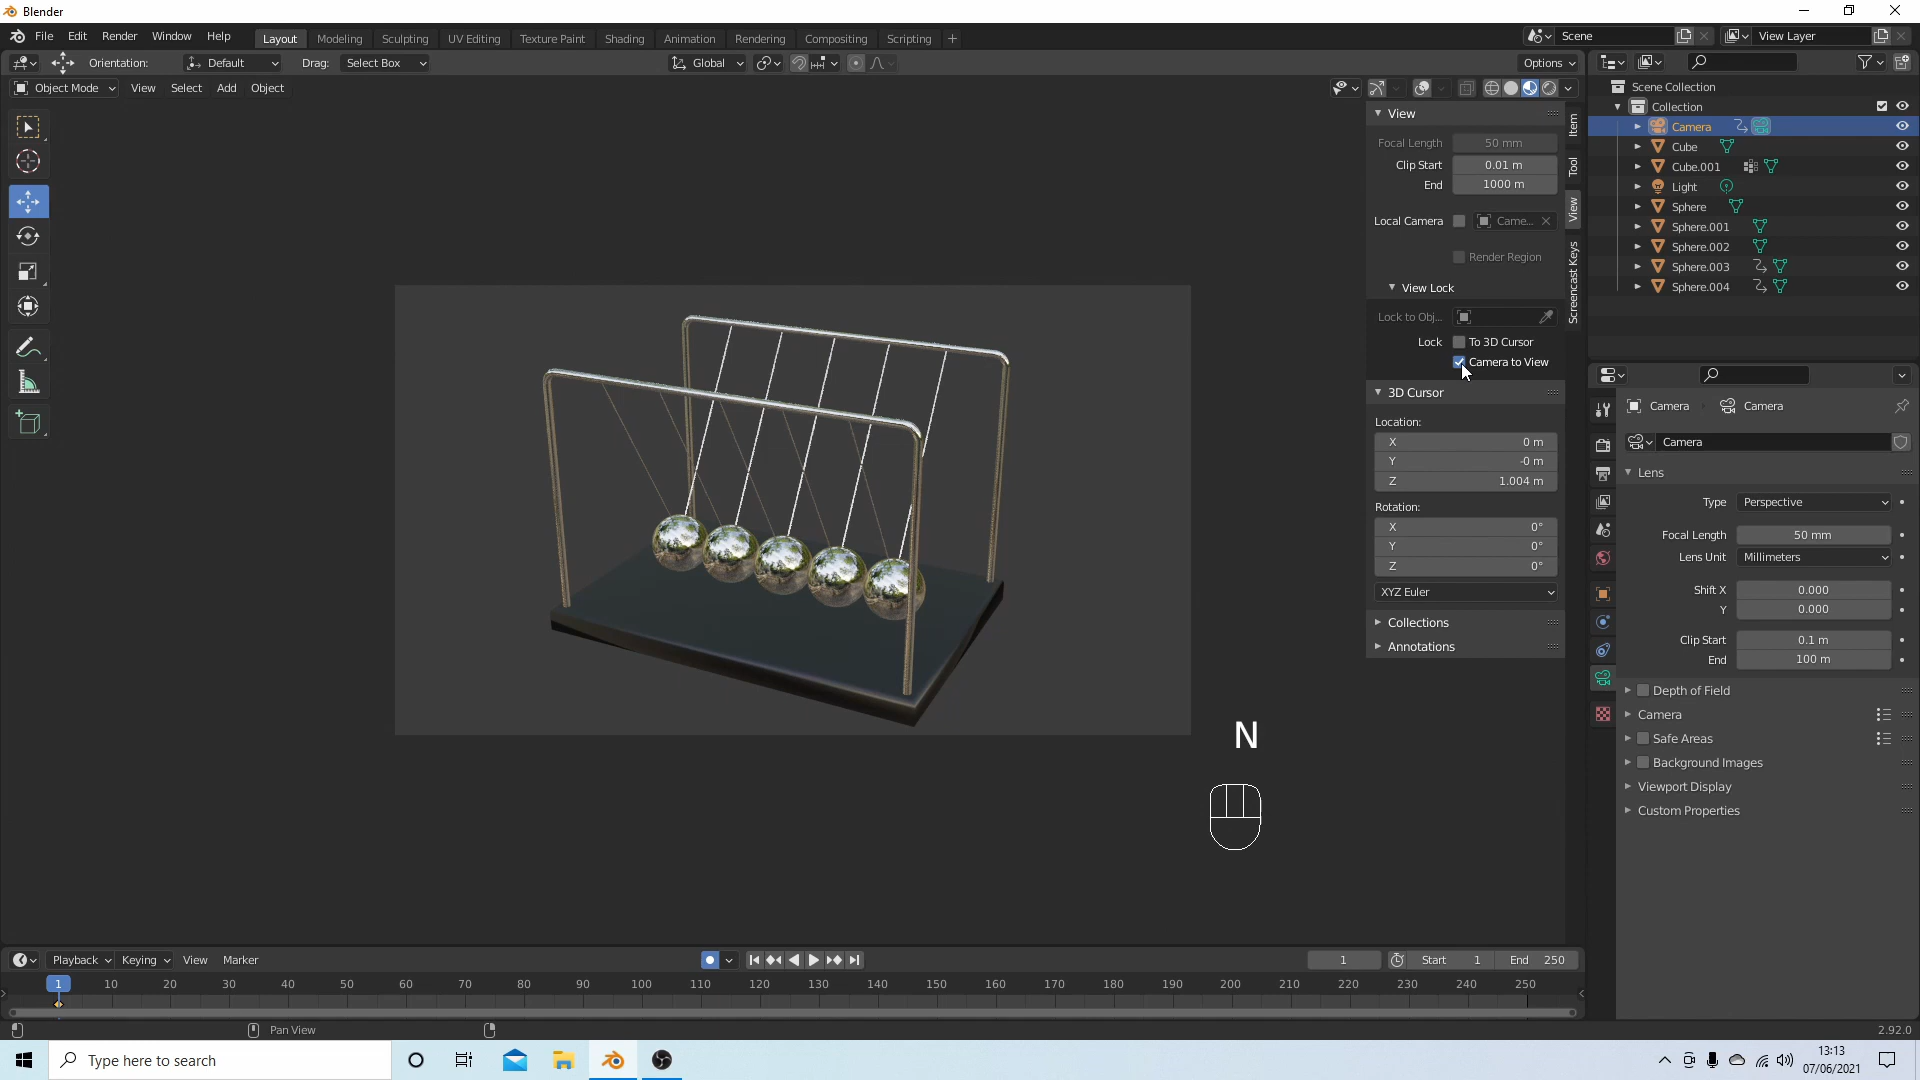 Blender
File Edit Render Window Help Layout Modeling Sculpting UV Editing Texture Paint Shading Animation Rendering Compositing Scripting + Scene View Layer
Orientation: Default Drag: Select Box Global Options
Object Mode View Select Add Object
Scene Collection
Collection
Camera
Cube
Cube.001
Light
Sphere
Sphere.001
Sphere.002
Sphere.003
Sphere.004
View
Focal Length 50 mm
Clip Start 0.01 m
End 1000 m
Local Camera Came...
Render Region
View Lock
Lock to Obj...
Lock To 3D Cursor
Camera to View
3D Cursor
Location:
X 0 m
Y -0 m
Z 1.004 m
Rotation:
X 0°
Y 0°
Z 0°
XYZ Euler
Collections
Annotations
Item
Tool
View
Screencast Keys
Camera Camera
Camera
Lens
Type Perspective
Focal Length 50 mm
Lens Unit Millimeters
Shift X 0.000
Y 0.000
Clip Start 0.1 m
End 100 m
Depth of Field
Camera
Safe Areas
Background Images
Viewport Display
Custom Properties
N
Playback Keying View Marker 1 Start 1 End 250
1 10 20 30 40 50 60 70 80 90 100 110 120 130 140 150 160 170 180 190 200 210 220 230 240 250
Pan View 2.92.0
Type here to search
13:13
07/06/2021